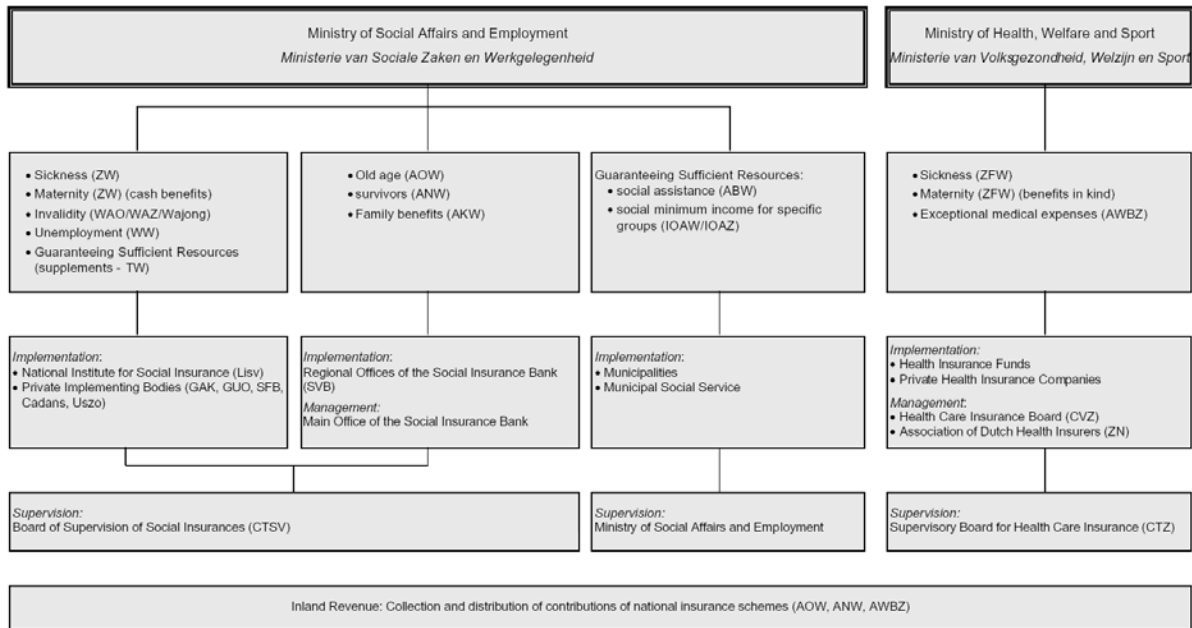 Ministry of Social Affairs and Employment
Ministerie van Sociale Zaken en Werkgelegenheid
Ministry of Health, Welfare and Sport
Ministerie van Volksgezondheid, Welzijn en Sport
• Sickness (ZW)
• Maternity (ZW) (cash benefits)
• Invalidity (WAO/WAZ/Wajong)
• Unemployment (WW)
• Guaranteeing Sufficient Resources
(supplements - TW)
• Old age (AOW)
• survivors (ANW)
• Family benefits (AKW)
Guaranteeing Sufficient Resources:
• social assistance (ABW)
• social minimum income for specific
groups (IOAW/IOAZ)
• Sickness (ZFW)
• Maternity (ZFW) (benefits in kind)
• Exceptional medical expenses (AWBZ)
Implementation:
• National Institute for Social Insurance (Lisv)
• Private Implementing Bodies (GAK, GUO, SFB,
Cadans, Uszo)
Implementation:
Regional Offices of the Social Insurance Bank
(SVB)
Management:
Main Office of the Social Insurance Bank
Implementation:
• Municipalities
• Municipal Social Service
Implementation:
• Health Insurance Funds
• Private Health Insurance Companies
Management:
• Health Care Insurance Board (CVZ)
• Association of Dutch Health Insurers (ZN)
Supervision:
Board of Supervision of Social Insurances (CTSV)
Supervision:
Ministry of Social Affairs and Employment
Supervision:
Supervisory Board for Health Care Insurance (CTZ)
Inland Revenue: Collection and distribution of contributions of national insurance schemes (AOW, ANW, AWBZ)